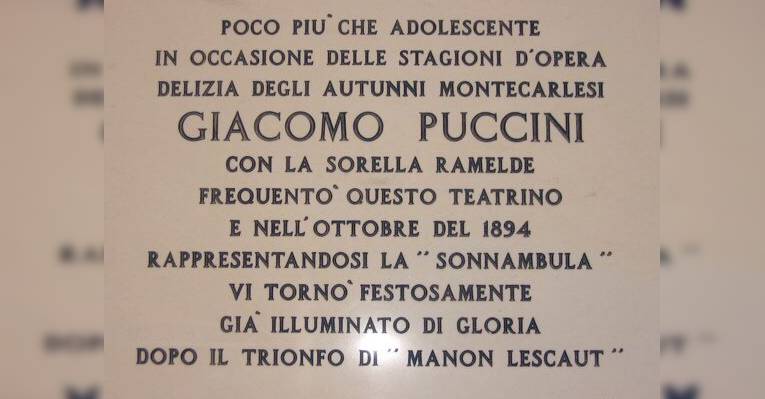 POCO PIU` CHE ADOLESCENTE
IN OCCASIONE DELLE STAGIONI D'OPERA
DELIZIA DEGLI AUTUNNI MONTECARLESI
GIACOMO PUCCINI
CON LA SORELLA RAMELDE
FREQUENTO` QUESTO TEATRINO
E NELL'OTTOBRE DEL 1894
RAPPRESENTANDOSI LA "SONNAMBULA"
VI TORNO` FESTOSAMENTE
GIA` ILLUMINATO DI GLORIA
DOPO IL TRIONFO DI "MANON LESCAUT"